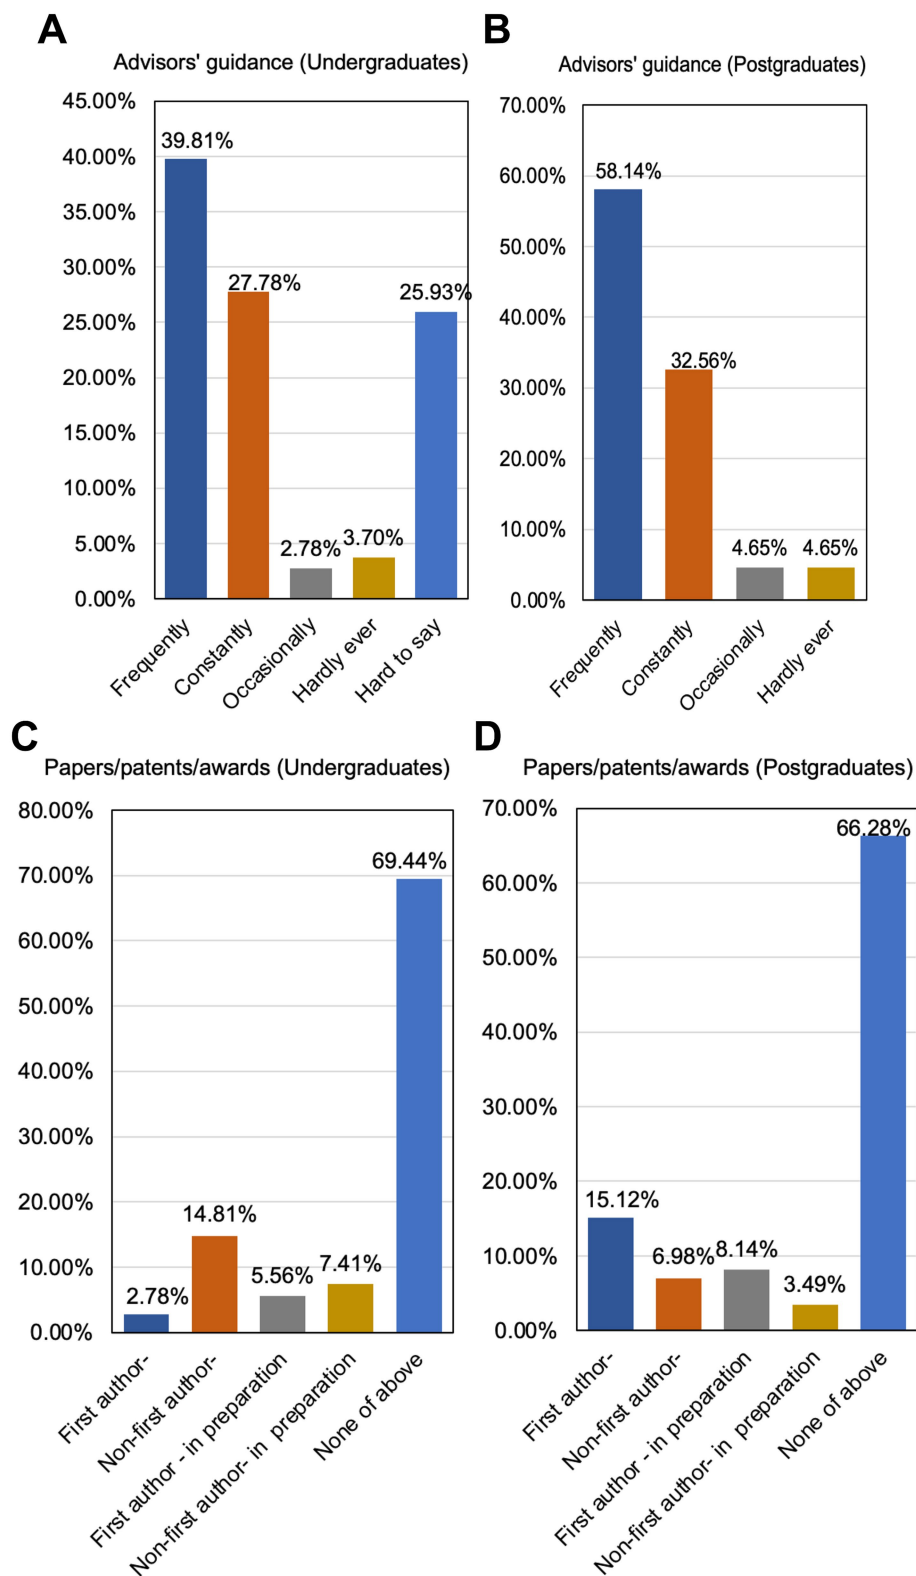 A
Advisors' guidance (Undergraduates)
45.00%
40.00%
35.00%
30.00%
25.00%
20.00%
15.00%
10.00%
5.00%
0.00%
39.81%
27.78%
2.78%
3.70%
25.93%
Frequently
Constantly
Occasionally
Hardly ever
Hard to say
B
Advisors' guidance (Postgraduates)
70.00%
60.00%
50.00%
40.00%
30.00%
20.00%
10.00%
0.00%
58.14%
32.56%
4.65%
4.65%
Frequently
Constantly
Occasionally
Hardly ever
C
Papers/patents/awards (Undergraduates)
80.00%
70.00%
60.00%
50.00%
40.00%
30.00%
20.00%
10.00%
0.00%
2.78%
14.81%
5.56%
7.41%
69.44%
First author-
Non-first author-
First author - in preparation
Non-first author- in preparation
None of above
D
Papers/patents/awards (Postgraduates)
70.00%
60.00%
50.00%
40.00%
30.00%
20.00%
10.00%
0.00%
15.12%
6.98%
8.14%
3.49%
66.28%
First author-
Non-first author-
First author - in preparation
Non-first author- in preparation
None of above